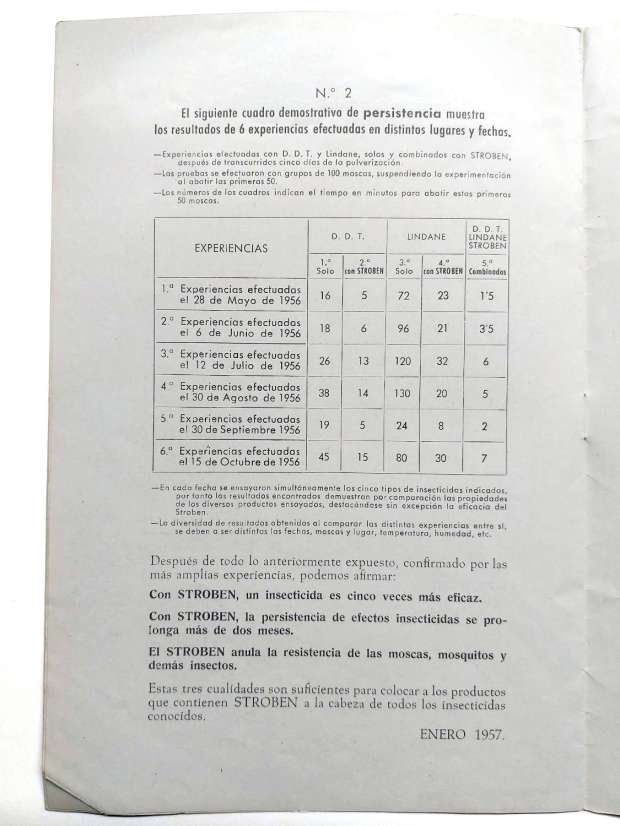 N.º 2
El siguiente cuadro demostrativo de persistencia muestra
los resultados de 6 experiencias efectuadas en distintos lugares y fechas.
—Experiencias efectuadas con D. D. T. y Lindane, solos y combinados con STROBEN,
después de transcurridos cinco días de la pulverización.
—Las pruebas se efectuaron con grupos de 100 moscas, suspendiendo la experimentación
al abatir las primeras 50.
—Los números de los cuadros indican el tiempo en minutos para abatir estas primeras
50 moscas.
EXPERIENCIAS
D. D. T.
LINDANE
D. D. T.
LINDANE
STROBEN
1.ª Solo
2.ª con STROBEN
3.ª Solo
4.ª con STROBEN
5.ª Combinados
1.ª Experiencias efectuadas
el 28 de Mayo de 1956 16 5 72 23 1'5
2.ª Experiencias efectuadas
el 6 de Junio de 1956 18 6 96 21 3'5
3.ª Experiencias efectuadas
el 12 de Julio de 1956 26 13 120 32 6
4.ª Experiencias efectuadas
el 30 de Agosto de 1956 38 14 130 20 5
5.ª Experiencias efectuadas
el 30 de Septiembre 1956 19 5 24 8 2
6.ª Experiencias efectuadas
el 15 de Octubre de 1956 45 15 80 30 7
—En cada fecha se ensayaron simultáneamente los cinco tipos de insecticidas indicados,
por tanto los resultados encontrados demuestran por comparación las propiedades
de los diversos productos ensayados, destacándose sin excepción la eficacia del
Stroben.
—La diversidad de resultados obtenidos al comparar las distintas experiencias entre sí,
se deben a ser distintas las fechas, moscas y lugar, temperatura, humedad, etc.
Después de todo lo anteriormente expuesto, confirmado por las
más amplias experiencias, podemos afirmar:
Con STROBEN, un insecticida es cinco veces más eficaz.
Con STROBEN, la persistencia de efectos insecticidas se pro-
longa más de dos meses.
El STROBEN anula la resistencia de las moscas, mosquitos y
demás insectos.
Estas tres cualidades son suficientes para colocar a los productos
que contienen STROBEN a la cabeza de todos los insecticidas
conocidos.
ENERO 1957.